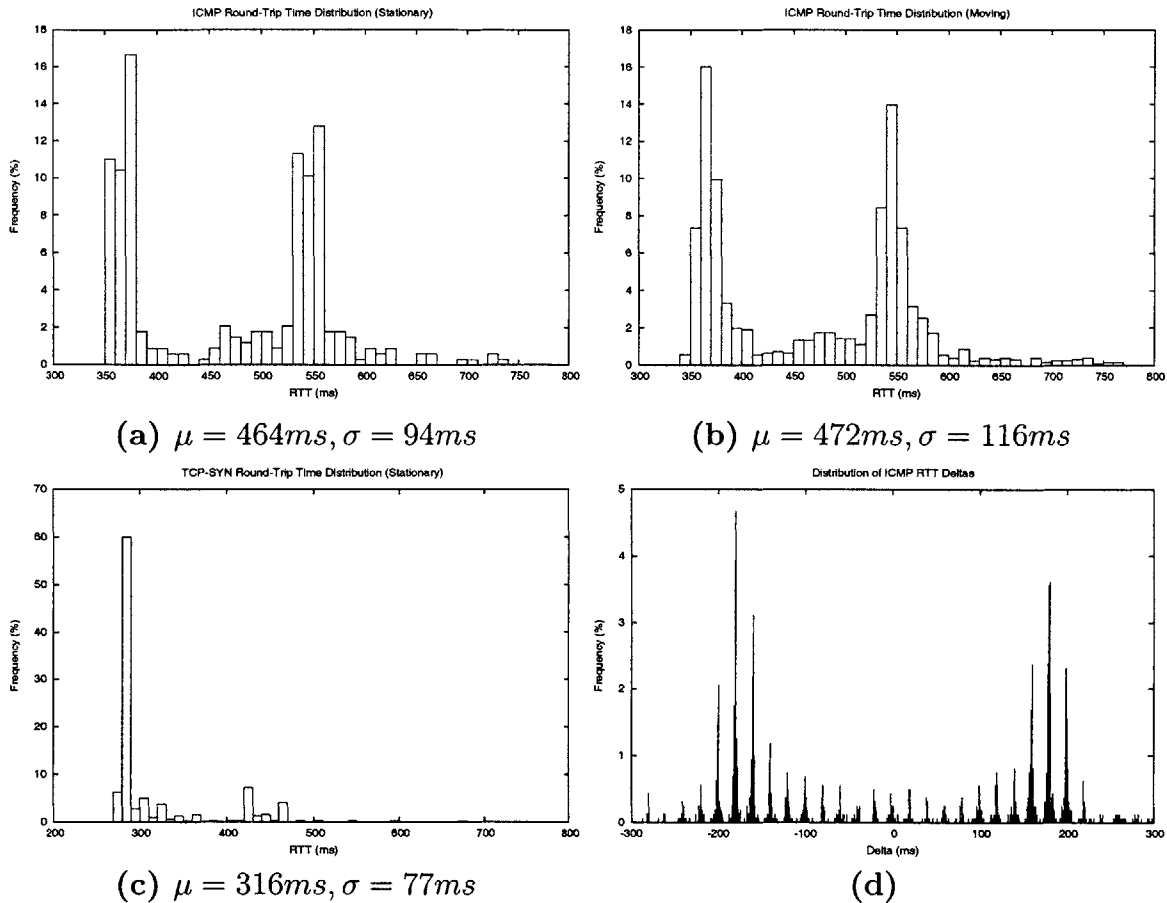 ICMP Round-Trip Time Distribution (Stationary)
18
16
14
12
10
8
6
4
2
0
Frequency (%)
300 350 400 450 500 550 600 650 700 750 800
RTT (ms)
(a) μ = 464ms, σ = 94ms
ICMP Round-Trip Time Distribution (Moving)
18
16
14
12
10
8
6
4
2
0
Frequency (%)
300 350 400 450 500 550 600 650 700 750 800
RTT (ms)
(b) μ = 472ms, σ = 116ms
TCP-SYN Round-Trip Time Distribution (Stationary)
70
60
50
40
30
20
10
0
Frequency (%)
200 300 400 500 600 700 800
RTT (ms)
(c) μ = 316ms, σ = 77ms
Distribution of ICMP RTT Deltas
5
4
3
2
1
0
Frequency (%)
-300 -200 -100 0 100 200 300
Delta (ms)
(d)